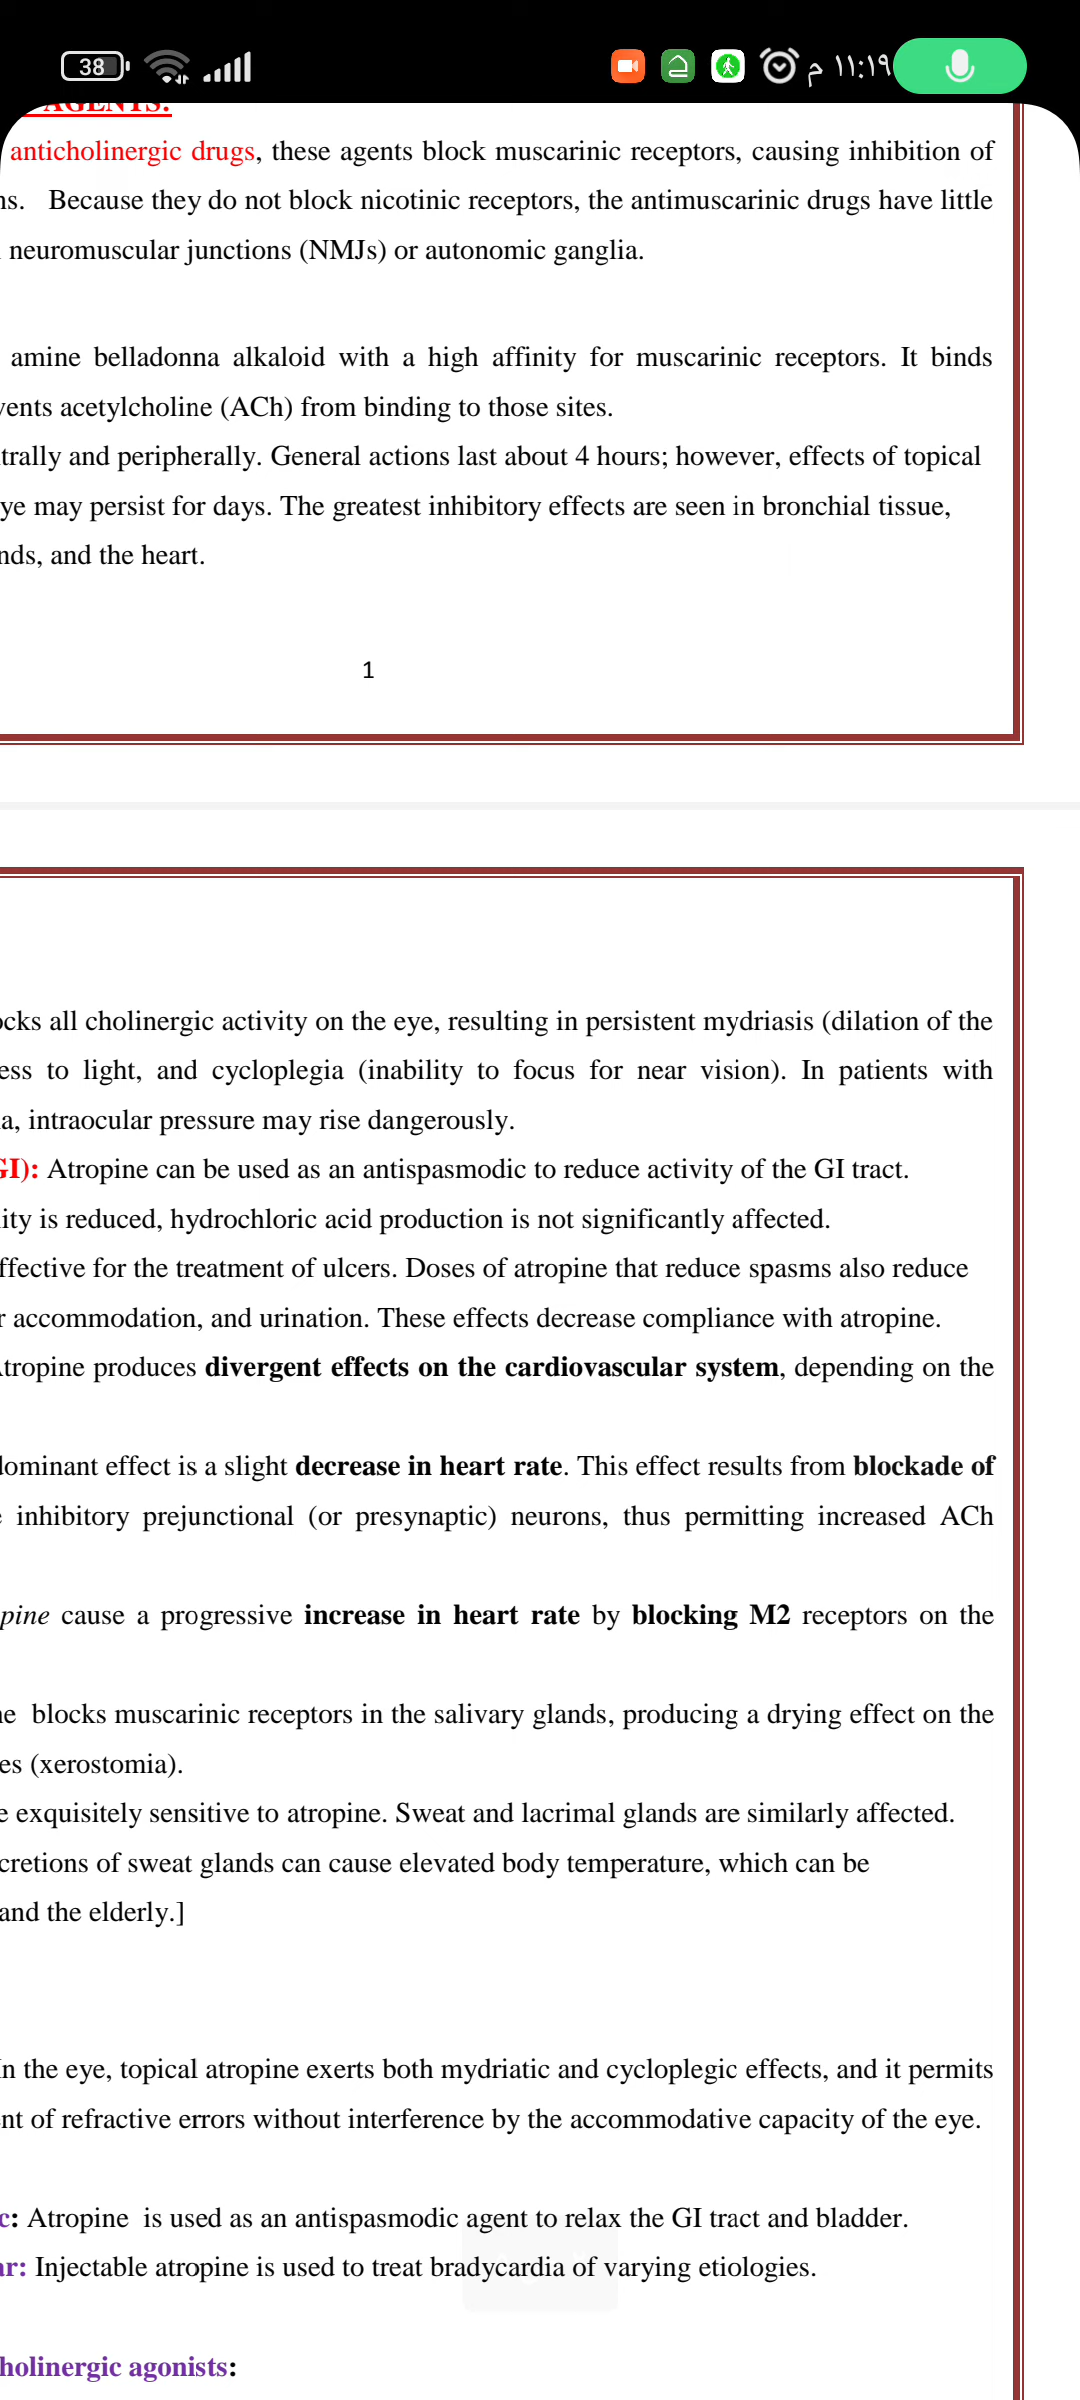 38
م ١١:١٩
AGENTS:
anticholinergic drugs, these agents block muscarinic receptors, causing inhibition of
ns. Because they do not block nicotinic receptors, the antimuscarinic drugs have little
neuromuscular junctions (NMJs) or autonomic ganglia.
amine belladonna alkaloid with a high affinity for muscarinic receptors. It binds
vents acetylcholine (ACh) from binding to those sites.
trally and peripherally. General actions last about 4 hours; however, effects of topical
ye may persist for days. The greatest inhibitory effects are seen in bronchial tissue,
nds, and the heart.
1
ocks all cholinergic activity on the eye, resulting in persistent mydriasis (dilation of the
ess to light, and cycloplegia (inability to focus for near vision). In patients with
a, intraocular pressure may rise dangerously.
GI): Atropine can be used as an antispasmodic to reduce activity of the GI tract.
ity is reduced, hydrochloric acid production is not significantly affected.
ffective for the treatment of ulcers. Doses of atropine that reduce spasms also reduce
r accommodation, and urination. These effects decrease compliance with atropine.
Atropine produces divergent effects on the cardiovascular system, depending on the
dominant effect is a slight decrease in heart rate. This effect results from blockade of
e inhibitory prejunctional (or presynaptic) neurons, thus permitting increased ACh
pine cause a progressive increase in heart rate by blocking M2 receptors on the
ne blocks muscarinic receptors in the salivary glands, producing a drying effect on the
es (xerostomia).
e exquisitely sensitive to atropine. Sweat and lacrimal glands are similarly affected.
cretions of sweat glands can cause elevated body temperature, which can be
and the elderly.]
In the eye, topical atropine exerts both mydriatic and cycloplegic effects, and it permits
nt of refractive errors without interference by the accommodative capacity of the eye.
c: Atropine is used as an antispasmodic agent to relax the GI tract and bladder.
ar: Injectable atropine is used to treat bradycardia of varying etiologies.
holinergic agonists: